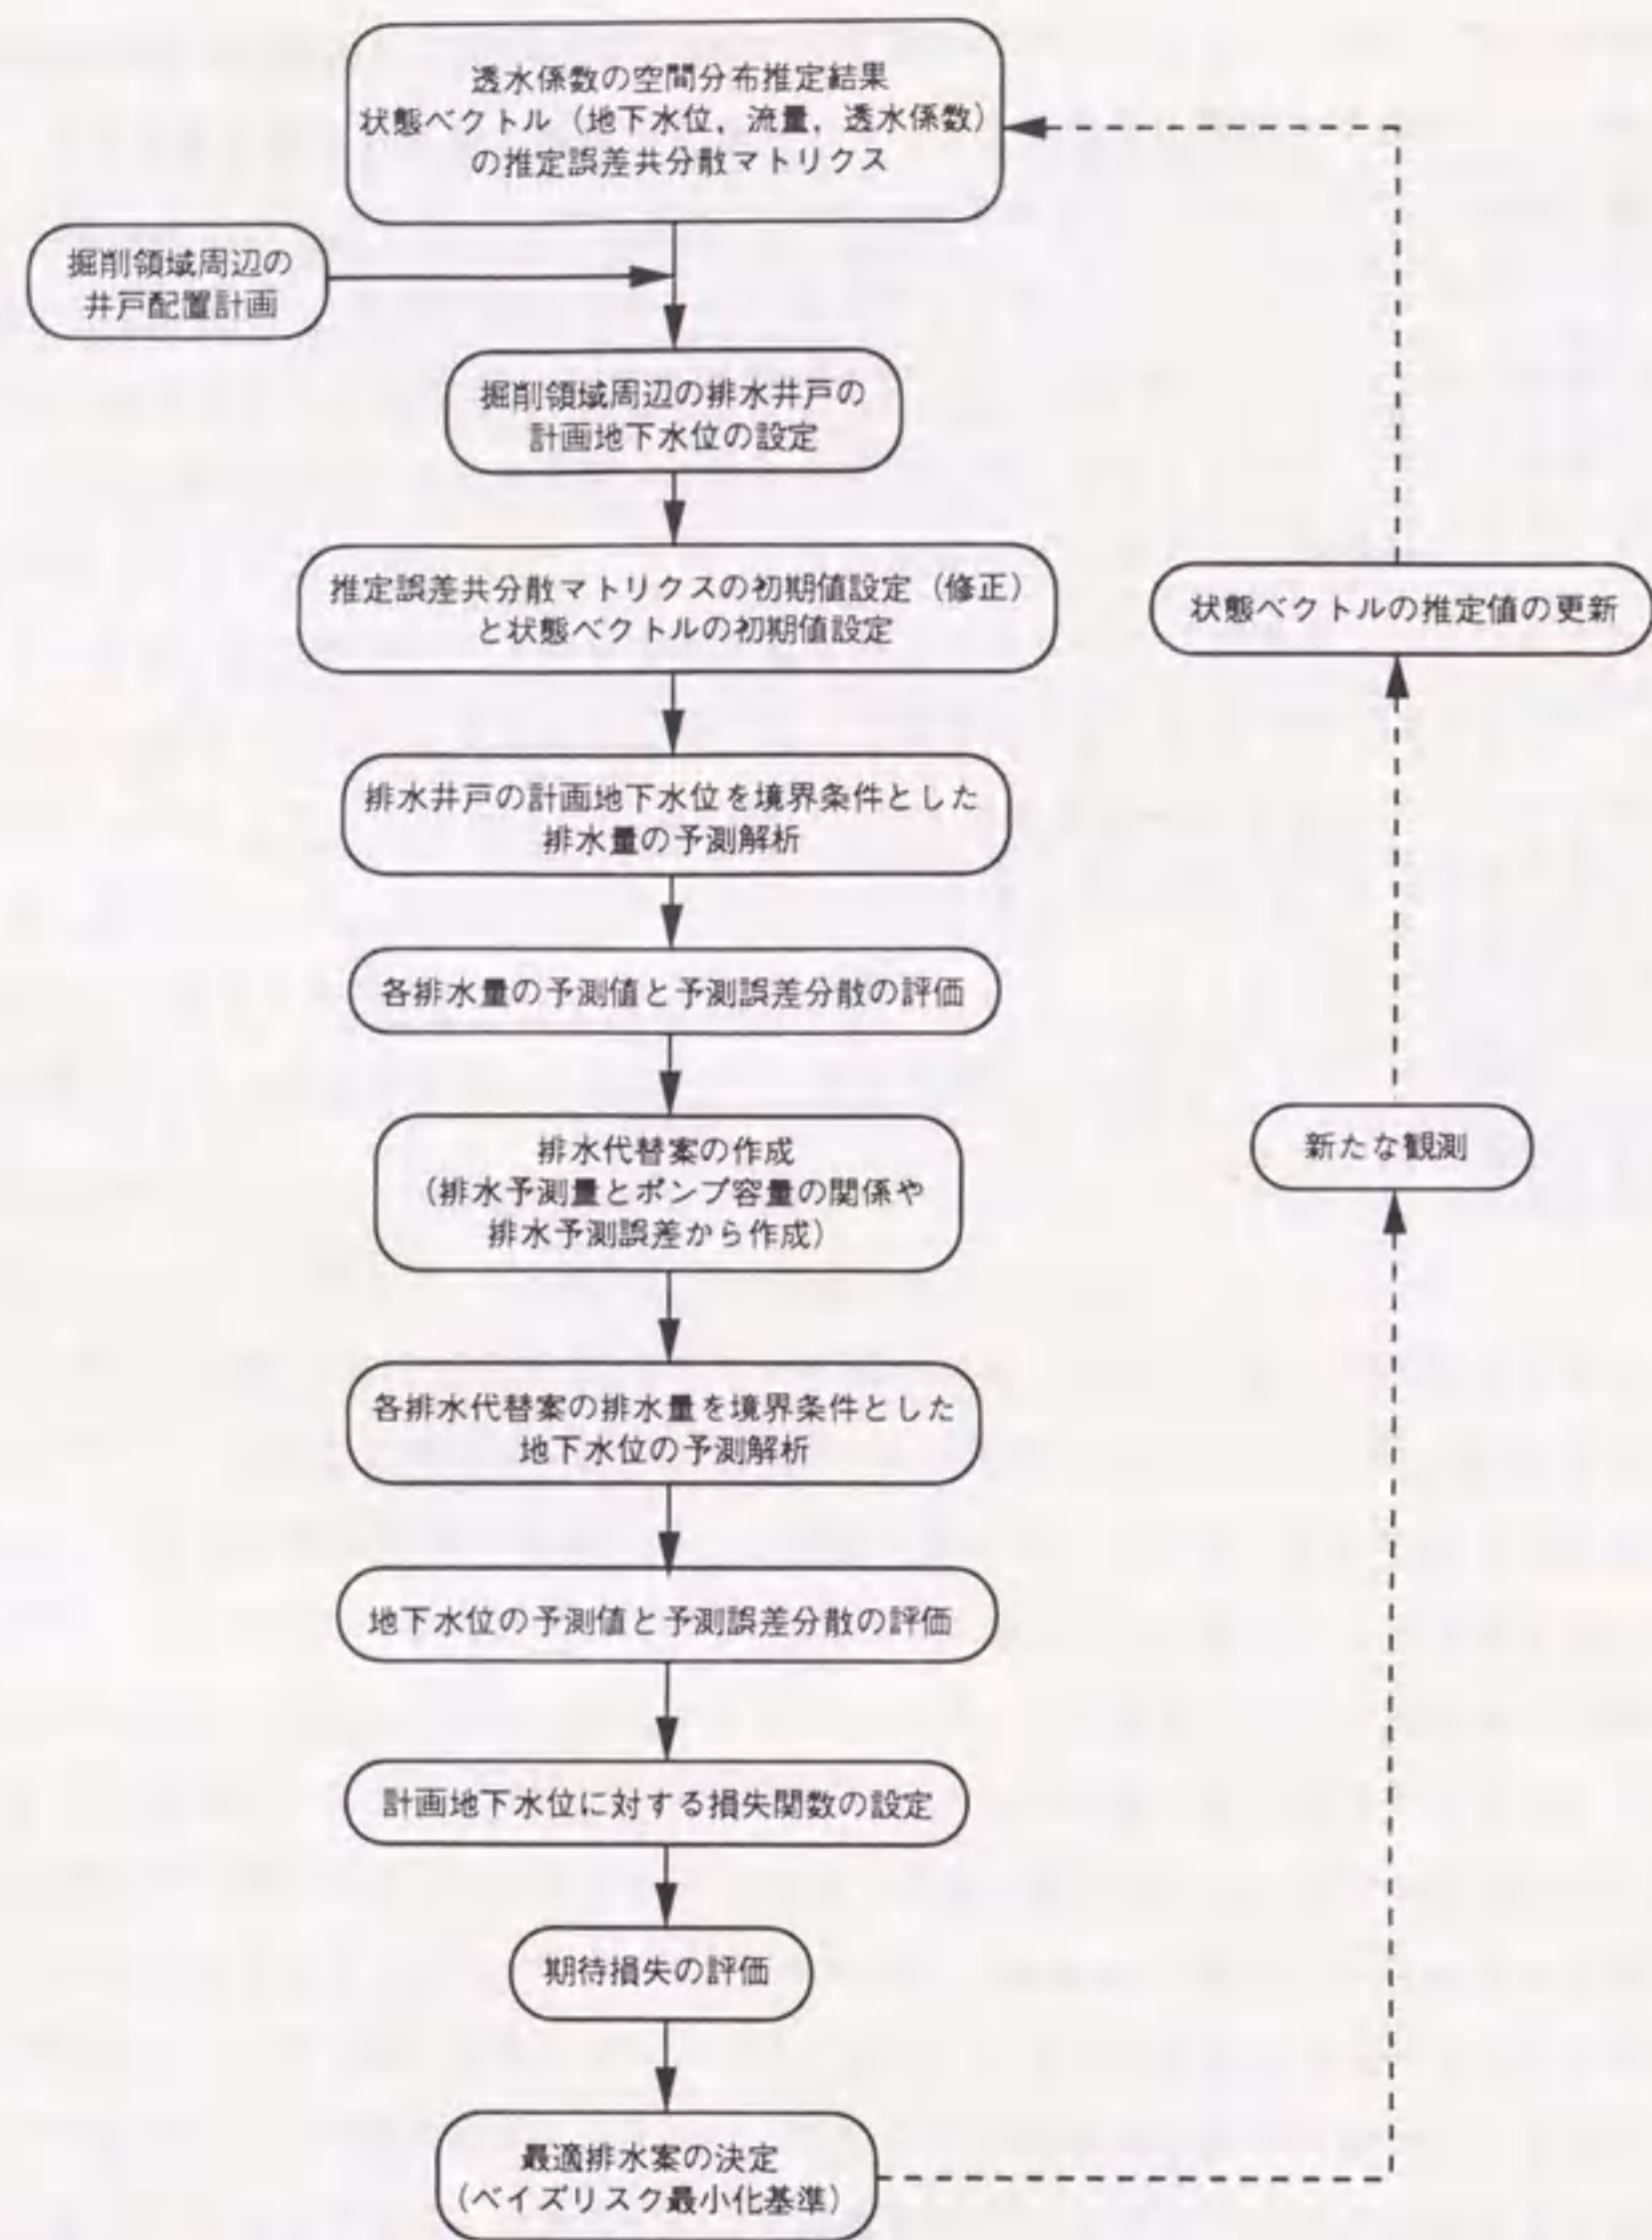 透水係数の空間分布推定結果
状態ベクトル（地下水位，流量，透水係数）
の推定誤差共分散マトリクス
掘削領域周辺の
井戸配置計画
掘削領域周辺の排水井戸の
計画地下水位の設定
推定誤差共分散マトリクスの初期値設定（修正）
と状態ベクトルの初期値設定
状態ベクトルの推定値の更新
排水井戸の計画地下水位を境界条件とした
排水量の予測解析
各排水量の予測値と予測誤差分散の評価
排水代替案の作成
（排水予測量とポンプ容量の関係や
排水予測誤差から作成）
新たな観測
各排水代替案の排水量を境界条件とした
地下水位の予測解析
地下水位の予測値と予測誤差分散の評価
計画地下水位に対する損失関数の設定
期待損失の評価
最適排水案の決定
（ベイズリスク最小化基準）